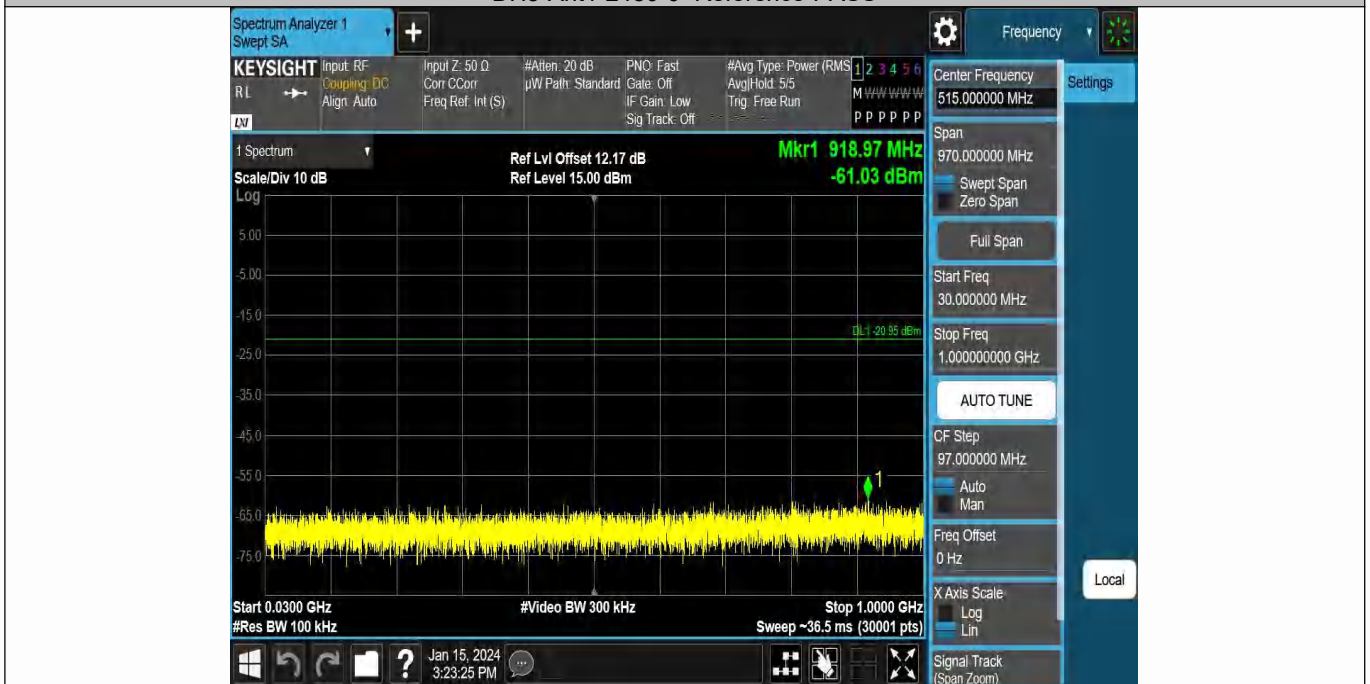 Spectrum Analyzer 1
Swept SA
+
Frequency
KEYSIGHT
RL
LXI
Input: RF
Coupling: DC
Align: Auto
Input Z: 50 Ω
Corr CCorr
Freq Ref: Int (S)
#Atten: 20 dB
µW Path: Standard
PNO: Fast
Gate: Off
IF Gain: Low
Sig Track: Off
#Avg Type: Power (RMS
Avg|Hold: 5/5
Trig: Free Run
1 2 3 4 5 6
M W W W W W
P P P P P P
1 Spectrum
Scale/Div 10 dB
Log
Ref Lvl Offset 12.17 dB
Ref Level 15.00 dBm
Mkr1 918.97 MHz
-61.03 dBm
5.00
-5.00
-15.0
DL1 -20.95 dBm
-25.0
-35.0
-45.0
-55.0
1
-65.0
-75.0
Start 0.0300 GHz
#Res BW 100 kHz
#Video BW 300 kHz
Stop 1.0000 GHz
Sweep ~36.5 ms (30001 pts)
Jan 15, 2024
3:23:25 PM
Center Frequency
515.000000 MHz
Settings
Span
970.000000 MHz
Swept Span
Zero Span
Full Span
Start Freq
30.000000 MHz
Stop Freq
1.000000000 GHz
AUTO TUNE
CF Step
97.000000 MHz
Auto
Man
Freq Offset
0 Hz
X Axis Scale
Log
Lin
Local
Signal Track
(Span Zoom)